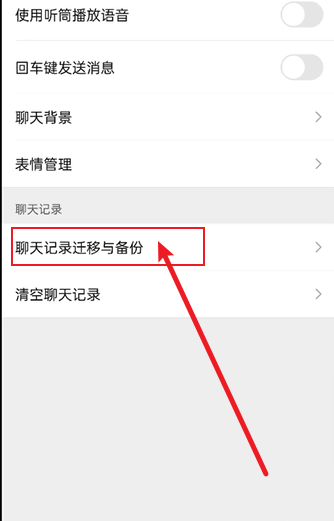 使用听筒播放语音
回车键发送消息
聊天背景
表情管理
聊天记录
聊天记录迁移与备份
清空聊天记录